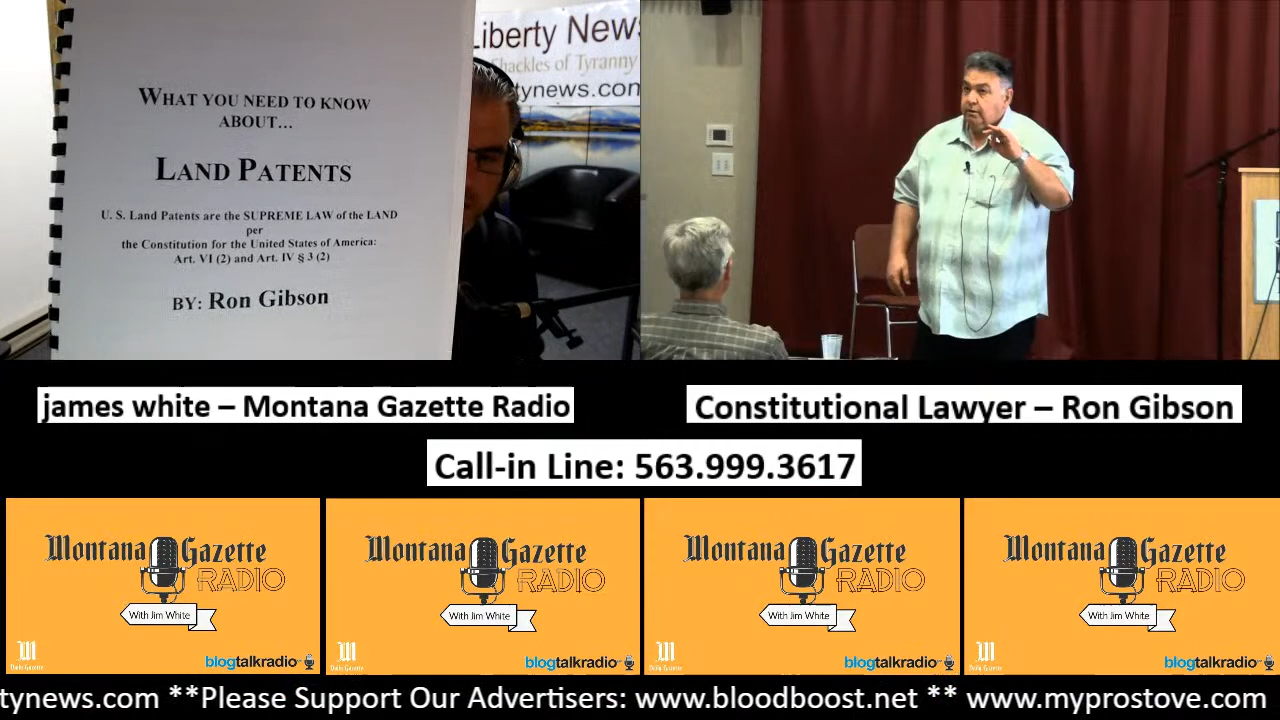 WHAT YOU NEED TO KNOW
ABOUT…
LAND PATENTS
U. S. Land Patents are the SUPREME LAW of the LAND
per
the Constitution for the United States of America:
Art. VI (2) and Art. IV § 3 (2)
BY: Ron Gibson
Liberty News
Shackles of Tyranny
tynews.com
james white – Montana Gazette Radio
Constitutional Lawyer – Ron Gibson
Call-in Line: 563.999.3617
Montana Gazette
RADIO
With Jim White
blogtalkradio
Montana Gazette
RADIO
With Jim White
blogtalkradio
Montana Gazette
RADIO
With Jim White
blogtalkradio
Montana Gazette
RADIO
With Jim White
blogtalkradio
tynews.com **Please Support Our Advertisers: www.bloodboost.net ** www.myprostove.com